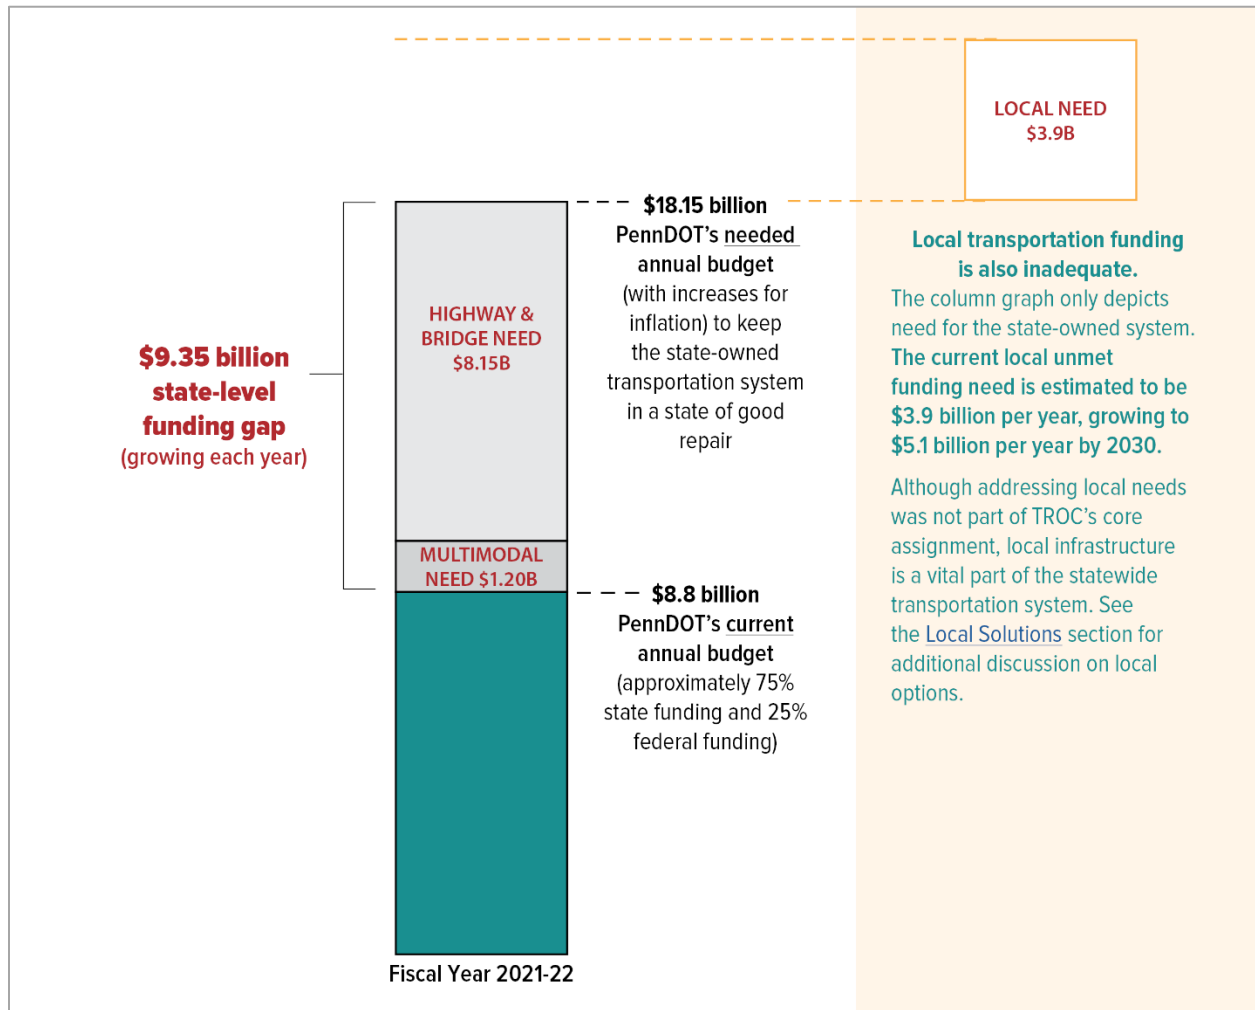 LOCAL NEED
$3.9B
$18.15 billion
PennDOT’s needed
annual budget
(with increases for
inflation) to keep
the state-owned
transportation system
in a state of good
repair
HIGHWAY &
BRIDGE NEED
$8.15B
$9.35 billion
state-level
funding gap
(growing each year)
MULTIMODAL
NEED $1.20B
$8.8 billion
PennDOT’s current
annual budget
(approximately 75%
state funding and 25%
federal funding)
Fiscal Year 2021-22
Local transportation funding
is also inadequate.
The column graph only depicts
need for the state-owned system.
The current local unmet
funding need is estimated to be
$3.9 billion per year, growing to
$5.1 billion per year by 2030.
Although addressing local needs
was not part of TROC’s core
assignment, local infrastructure
is a vital part of the statewide
transportation system. See
the Local Solutions section for
additional discussion on local
options.